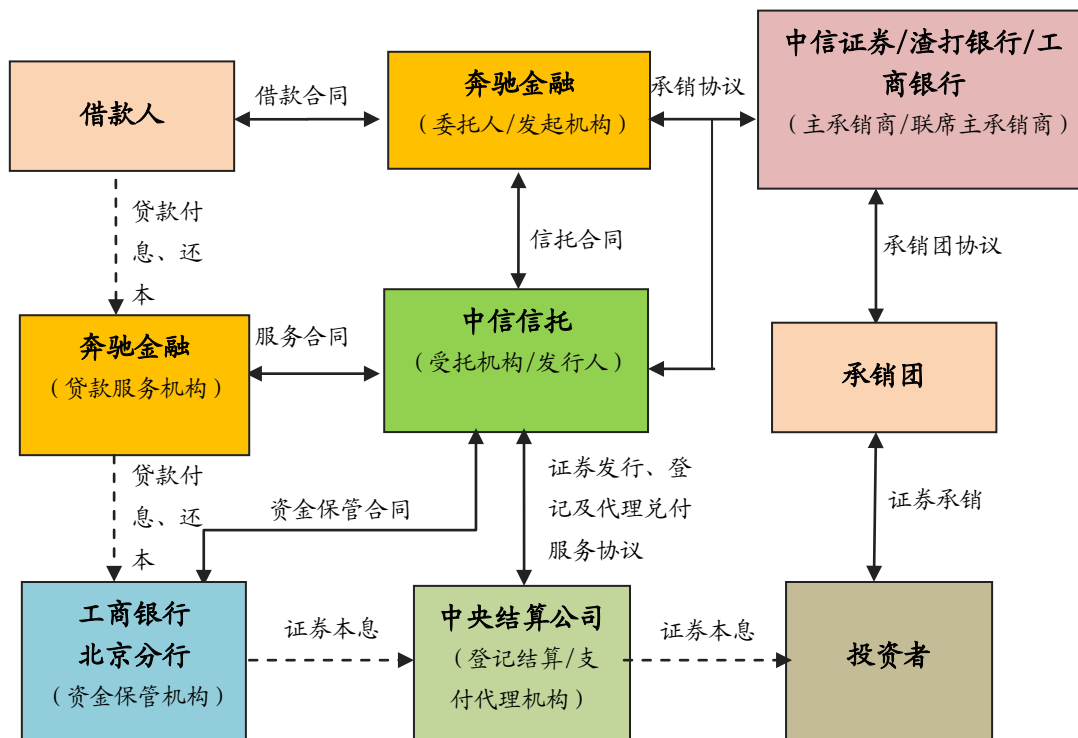 借款人
借款合同
奔驰金融
（委托人/发起机构）
承销协议
中信证券/渣打银行/工
商银行
（主承销商/联席主承销商）
贷款付
息、还
本
信托合同
承销团协议
奔驰金融
（贷款服务机构）
服务合同
中信信托
（受托机构/发行人）
承销团
贷款付
息、还
本
资金保管合同
证券发行、登
记及代理兑付
服务协议
证券承销
工商银行
北京分行
（资金保管机构）
证券本息
中央结算公司
（登记结算/支
付代理机构）
证券本息
投资者